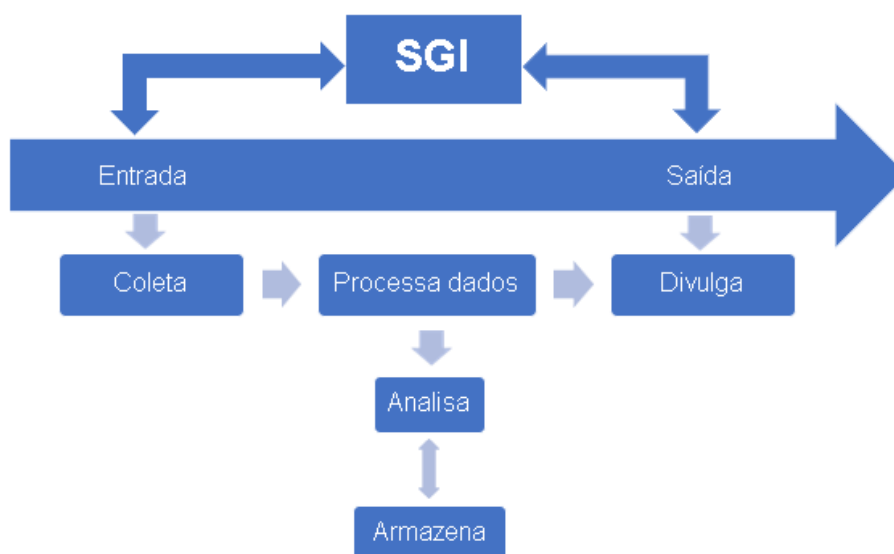 SGI
Entrada
Saída
Coleta
Processa dados
Divulga
Analisa
Armazena